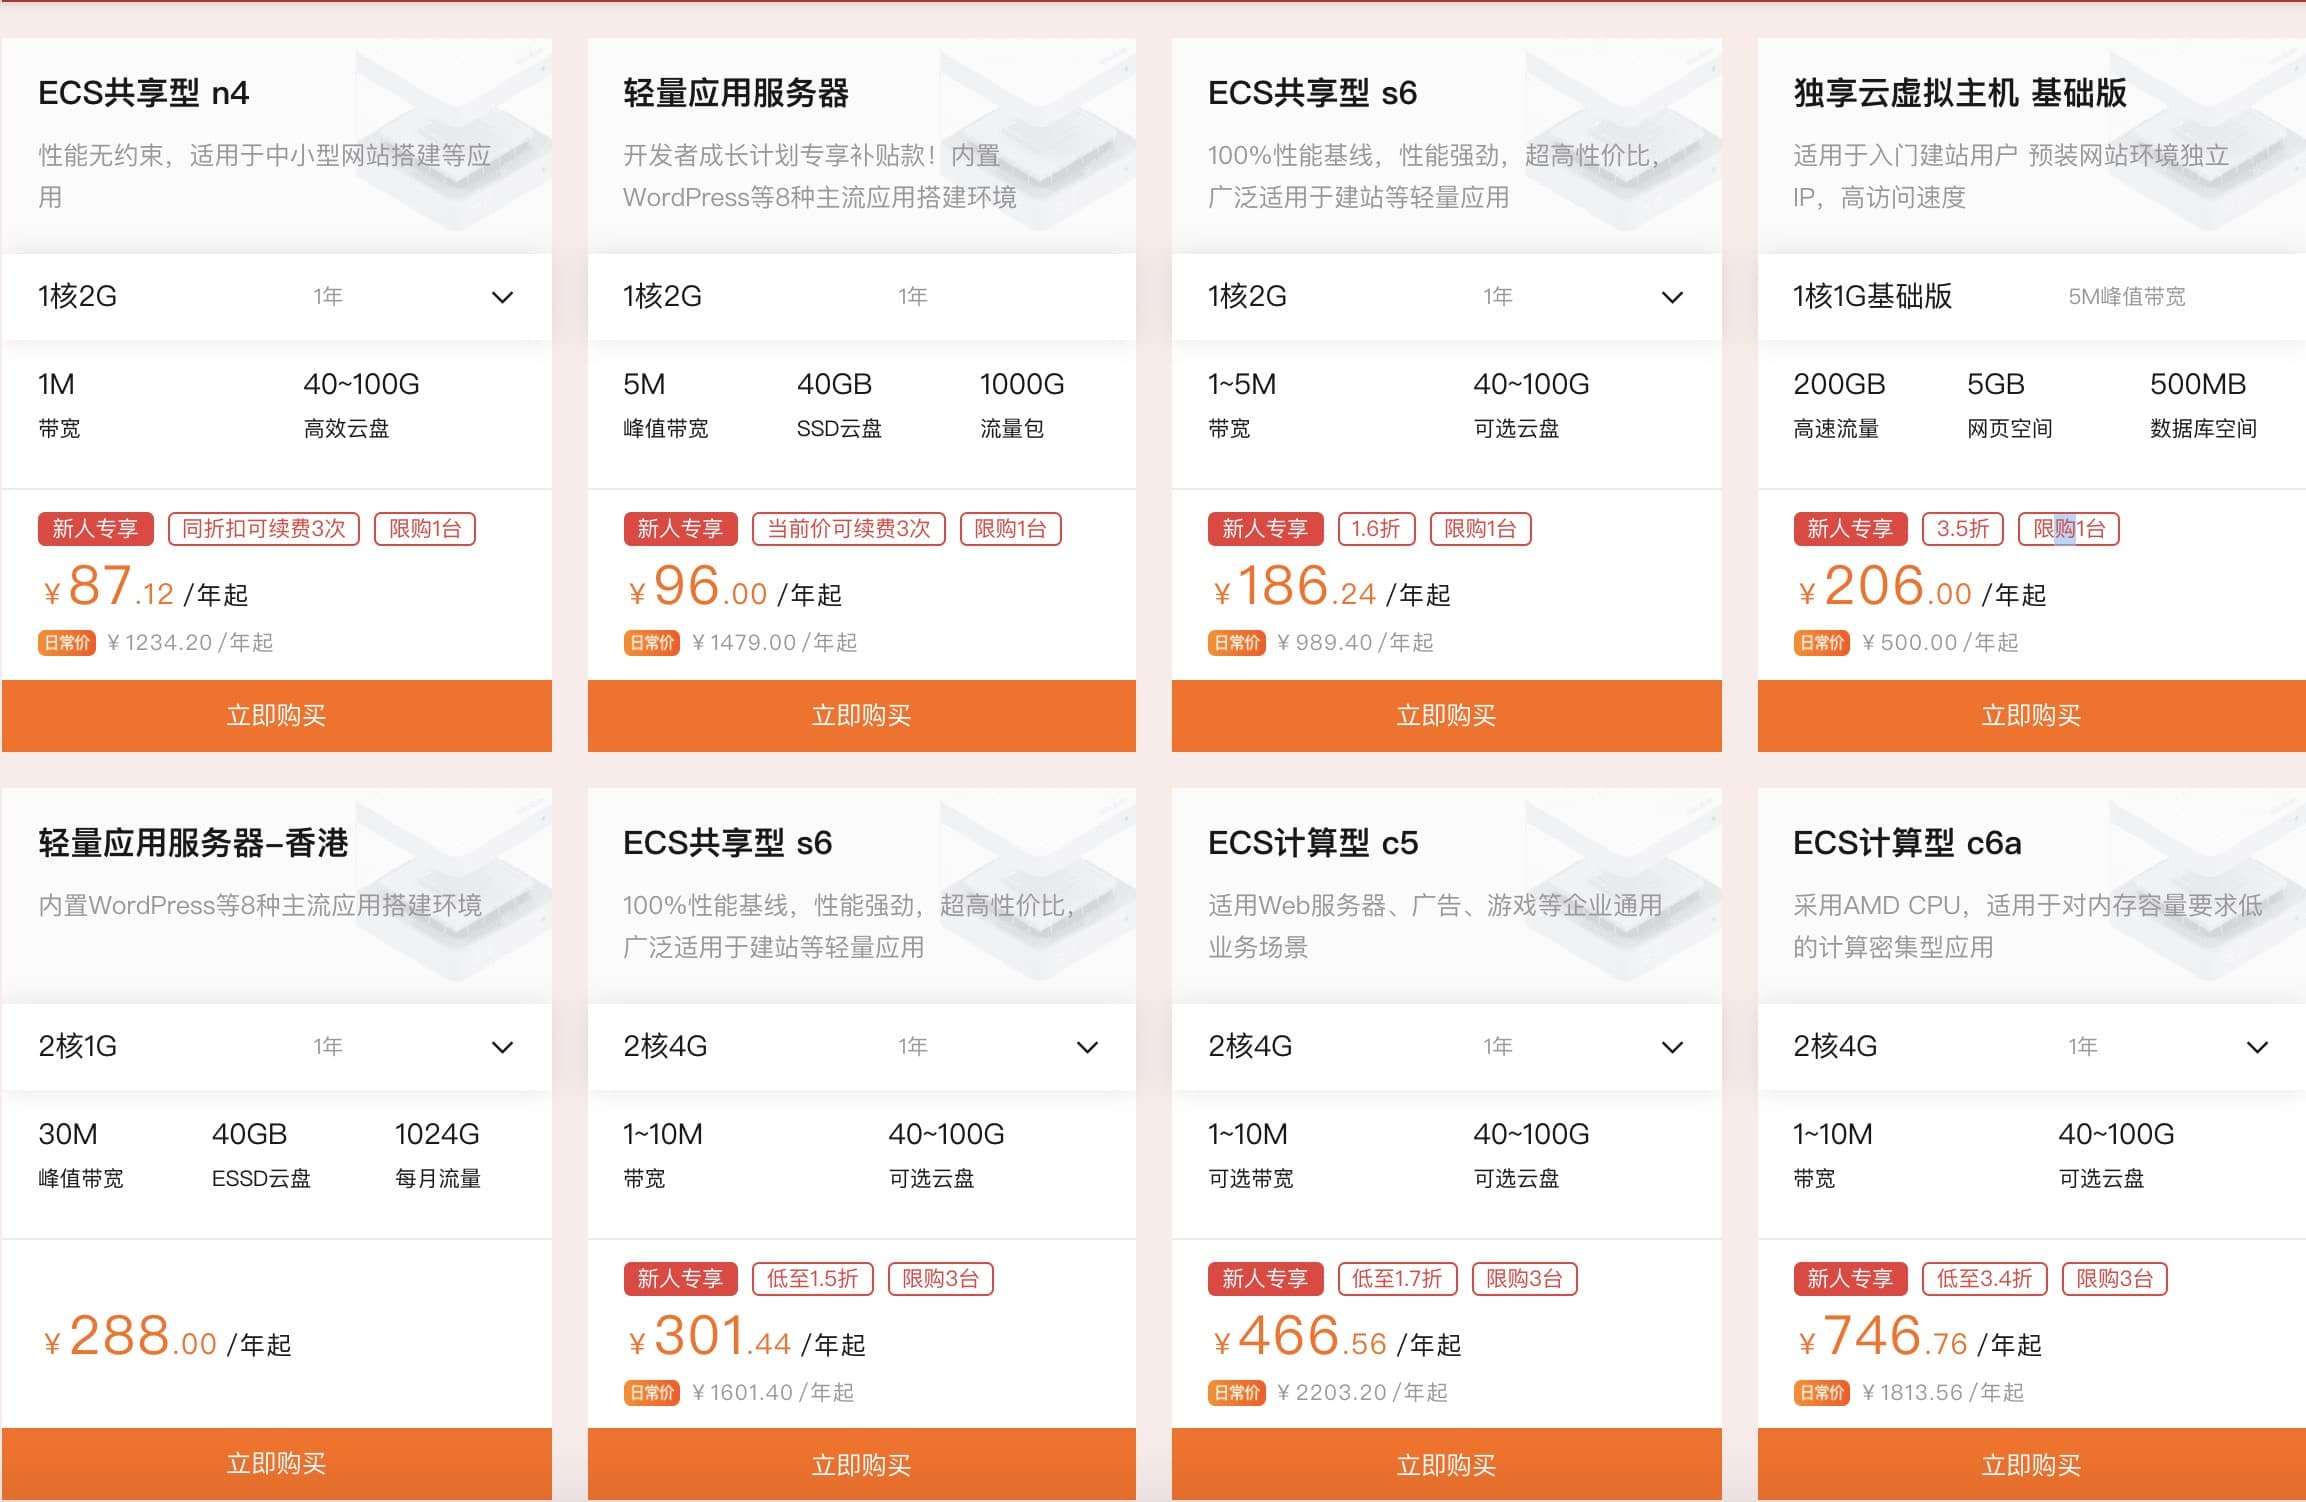 ECS共享型 n4
性能无约束，适用于中小型网站搭建等应
用
1核2G 1年
1M 40~100G
带宽 高效云盘
新人专享 同折扣可续费3次 限购1台
¥87.12 /年起
日常价 ¥1234.20/年起
立即购买
轻量应用服务器
开发者成长计划专享补贴款！内置
WordPress等8种主流应用搭建环境
1核2G 1年
5M 40GB 1000G
峰值带宽 SSD云盘 流量包
新人专享 当前价可续费3次 限购1台
¥96.00 /年起
日常价 ¥1479.00/年起
立即购买
ECS共享型 s6
100%性能基线，性能强劲，超高性价比，
广泛适用于建站等轻量应用
1核2G 1年
1~5M 40~100G
带宽 可选云盘
新人专享 1.6折 限购1台
¥186.24 /年起
日常价 ¥989.40/年起
立即购买
独享云虚拟主机 基础版
适用于入门建站用户 预装网站环境独立
IP，高访问速度
1核1G基础版 5M峰值带宽
200GB 5GB 500MB
高速流量 网页空间 数据库空间
新人专享 3.5折 限购1台
¥206.00 /年起
日常价 ¥500.00/年起
立即购买
轻量应用服务器-香港
内置WordPress等8种主流应用搭建环境
2核1G 1年
30M 40GB 1024G
峰值带宽 ESSD云盘 每月流量
¥288.00 /年起
立即购买
ECS共享型 s6
100%性能基线，性能强劲，超高性价比，
广泛适用于建站等轻量应用
2核4G 1年
1~10M 40~100G
带宽 可选云盘
新人专享 低至1.5折 限购3台
¥301.44 /年起
日常价 ¥1601.40/年起
立即购买
ECS计算型 c5
适用Web服务器、广告、游戏等企业通用
业务场景
2核4G 1年
1~10M 40~100G
可选带宽 可选云盘
新人专享 低至1.7折 限购3台
¥466.56 /年起
日常价 ¥2203.20/年起
立即购买
ECS计算型 c6a
采用AMD CPU，适用于对内存容量要求低
的计算密集型应用
2核4G 1年
1~10M 40~100G
带宽 可选云盘
新人专享 低至3.4折 限购3台
¥746.76 /年起
日常价 ¥1813.56/年起
立即购买